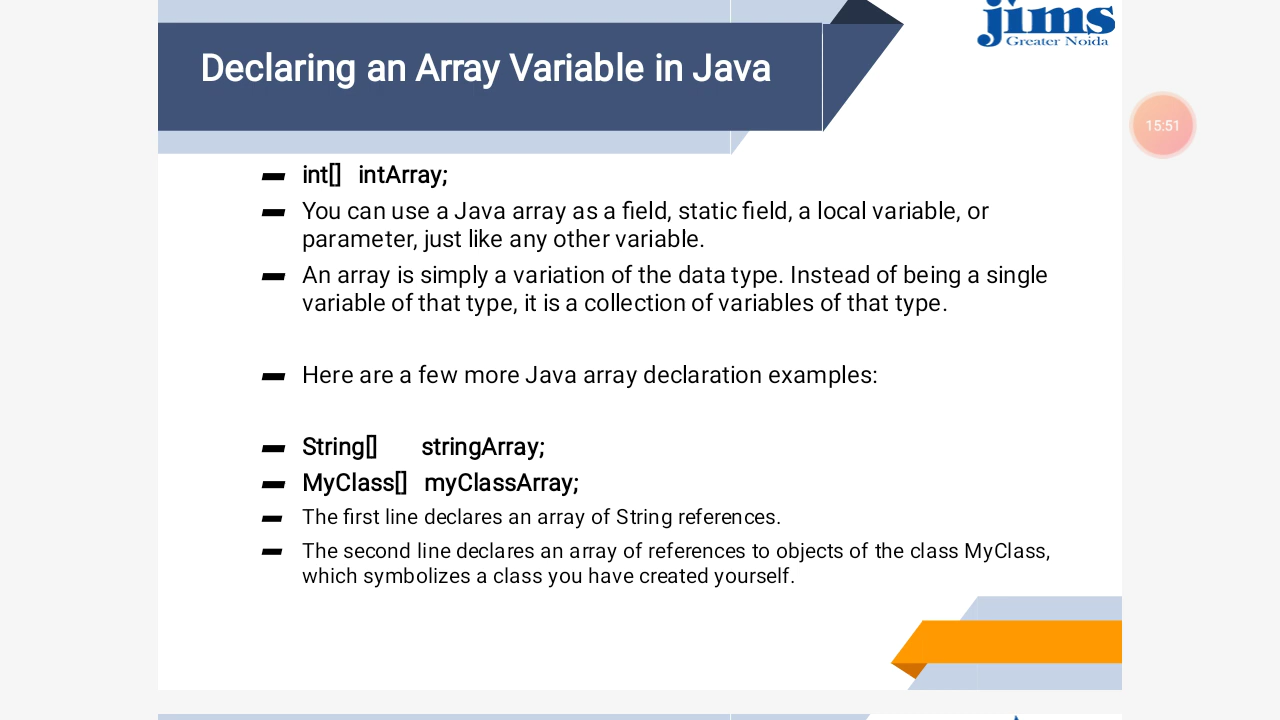 jims
Greater Noida
Declaring an Array Variable in Java
15:51
int[] intArray;
You can use a Java array as a field, static field, a local variable, or
parameter, just like any other variable.
An array is simply a variation of the data type. Instead of being a single
variable of that type, it is a collection of variables of that type.
Here are a few more Java array declaration examples:
String[] stringArray;
MyClass[] myClassArray;
The first line declares an array of String references.
The second line declares an array of references to objects of the class MyClass,
which symbolizes a class you have created yourself.